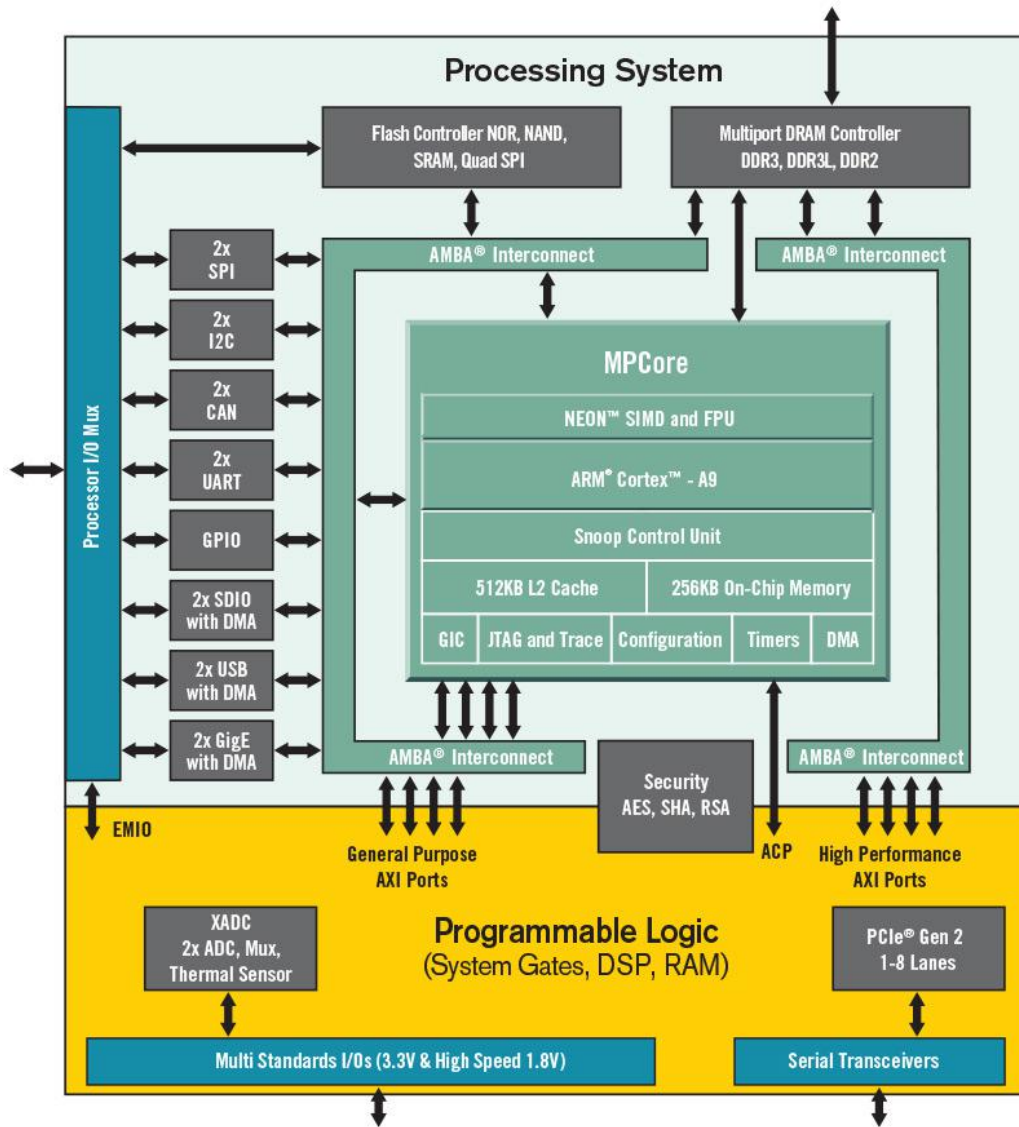 Processing System
Flash Controller NOR, NAND,
SRAM, Quad SPI
Multiport DRAM Controller
DDR3, DDR3L, DDR2
Processor I/O Mux
2x
SPI
2x
I2C
2x
CAN
2x
UART
GPIO
2x SDIO
with DMA
2x USB
with DMA
2x GigE
with DMA
AMBA® Interconnect
AMBA® Interconnect
MPCore
NEON™ SIMD and FPU
ARM® Cortex™ - A9
Snoop Control Unit
512KB L2 Cache
256KB On-Chip Memory
GIC
JTAG and Trace
Configuration
Timers
DMA
AMBA® Interconnect
AMBA® Interconnect
Security
AES, SHA, RSA
EMIO
General Purpose
AXI Ports
ACP
High Performance
AXI Ports
XADC
2x ADC, Mux,
Thermal Sensor
Programmable Logic
(System Gates, DSP, RAM)
PCIe® Gen 2
1-8 Lanes
Multi Standards I/Os (3.3V & High Speed 1.8V)
Serial Transceivers